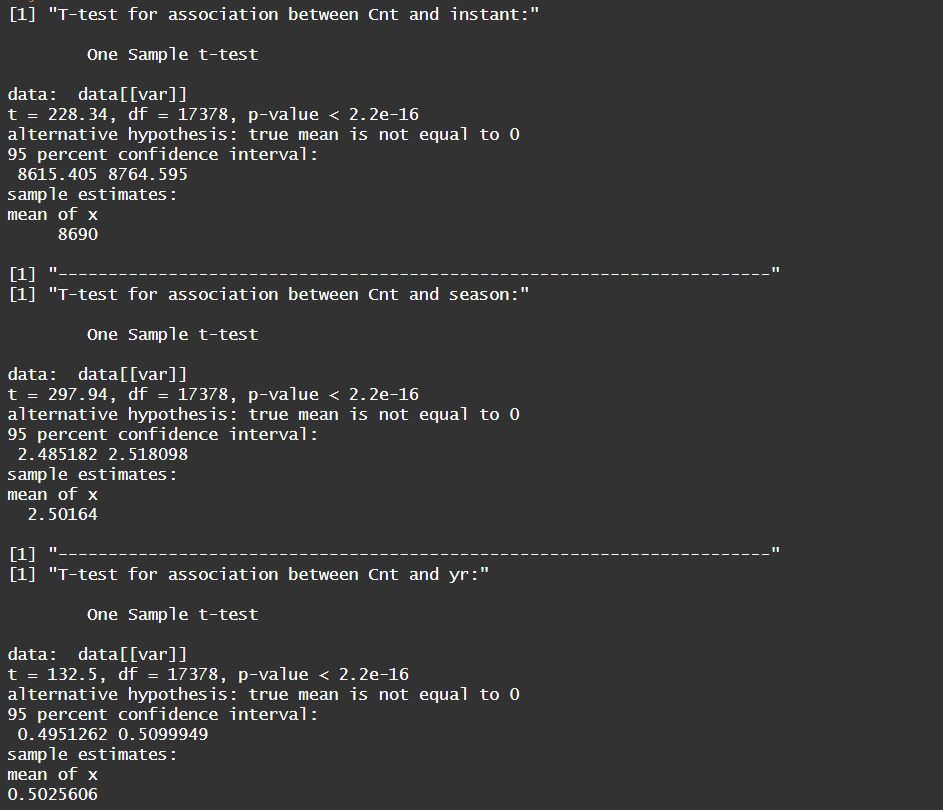 [1] "T-test for association between Cnt and instant:"
One Sample t-test
data:  data[[var]]
t = 228.34, df = 17378, p-value < 2.2e-16
alternative hypothesis: true mean is not equal to 0
95 percent confidence interval:
 8615.405 8764.595
sample estimates:
mean of x
8690
[1] "-----------------------------------------------------------------------"
[1] "T-test for association between Cnt and season:"
One Sample t-test
data:  data[[var]]
t = 297.94, df = 17378, p-value < 2.2e-16
alternative hypothesis: true mean is not equal to 0
95 percent confidence interval:
 2.485182 2.518098
sample estimates:
mean of x
2.50164
[1] "-----------------------------------------------------------------------"
[1] "T-test for association between Cnt and yr:"
One Sample t-test
data:  data[[var]]
t = 132.5, df = 17378, p-value < 2.2e-16
alternative hypothesis: true mean is not equal to 0
95 percent confidence interval:
 0.4951262 0.5099949
sample estimates:
mean of x
0.5025606